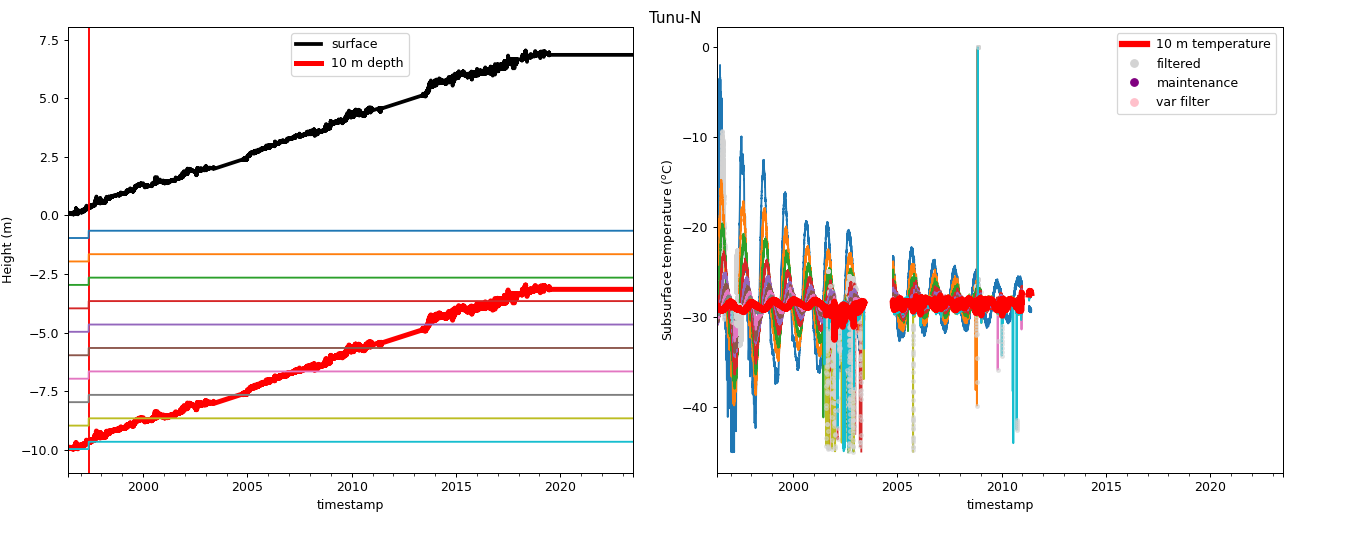 Tunu-N
Height (m)
7.5
5.0
2.5
0.0
−2.5
−5.0
−7.5
−10.0
surface
10 m depth
2000
2005
2010
2015
2020
timestamp
Subsurface temperature (°C)
0
−10
−20
−30
−40
10 m temperature
filtered
maintenance
var filter
2000
2005
2010
2015
2020
timestamp